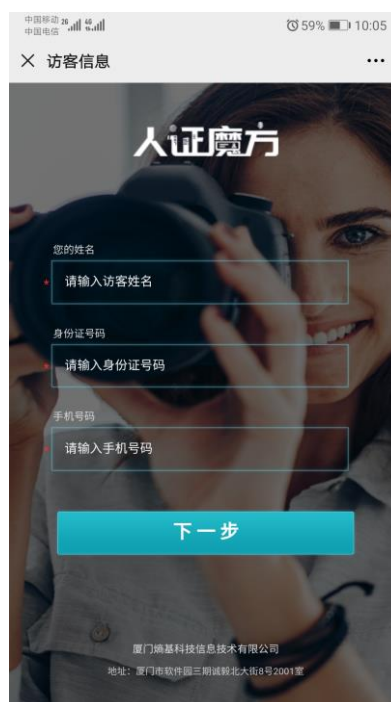 中国移动 26 46
中国电信
59% 10:05
访客信息
人证魔方
您的姓名
* 请输入访客姓名
身份证号码
* 请输入身份证号码
手机号码
* 请输入手机号码
下一步
厦门熵基科技信息技术有限公司
地址：厦门市软件园三期诚毅北大街8号2001室